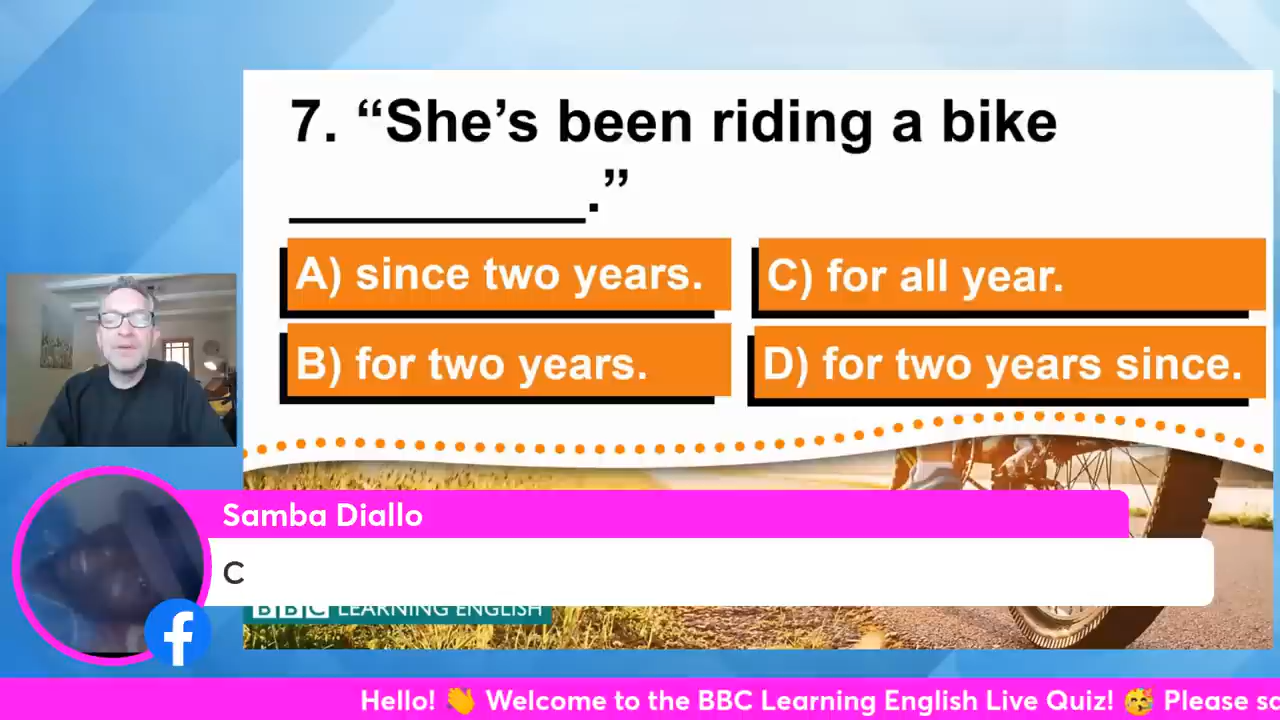 7. “She’s been riding a bike
___________.”
A) since two years.
C) for all year.
B) for two years.
D) for two years since.
Samba Diallo
C
BBC LEARNING ENGLISH
Hello! 👋 Welcome to the BBC Learning English Live Quiz! 🥳 Please